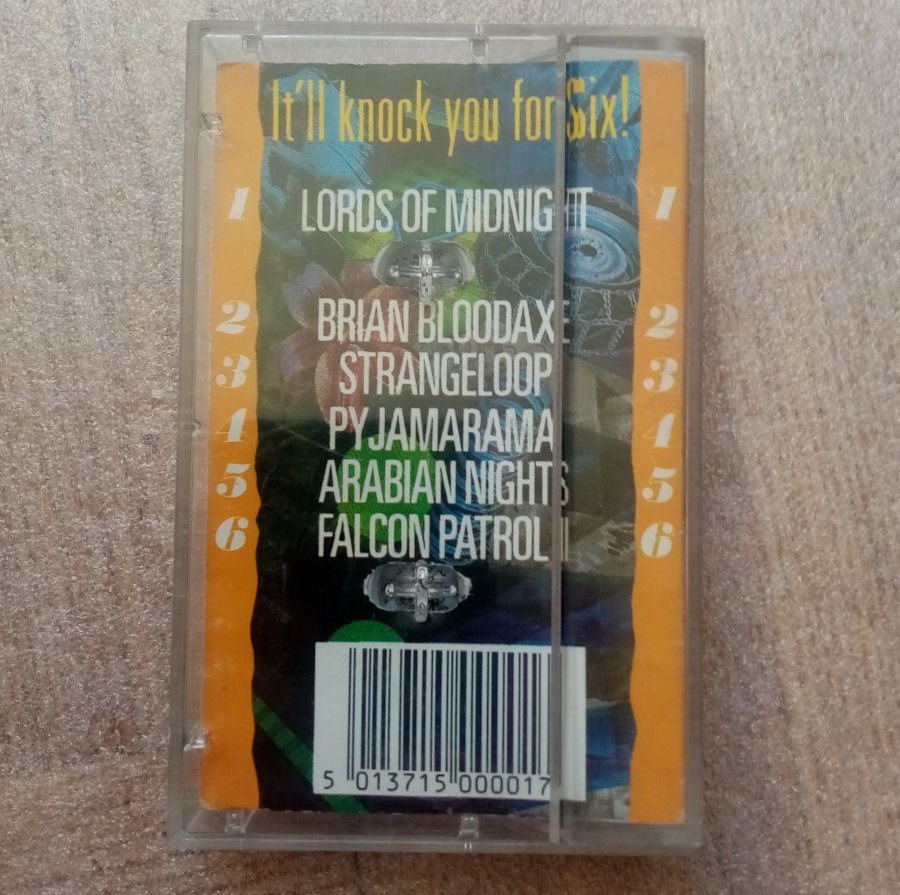 It'll knock you for Six!
1 LORDS OF MIDNIGHT 1
2 BRIAN BLOODAXE 2
3 STRANGELOOP 3
4 PYJAMARAMA 4
5 ARABIAN NIGHTS 5
6 FALCON PATROL II 6
5 013715 000017